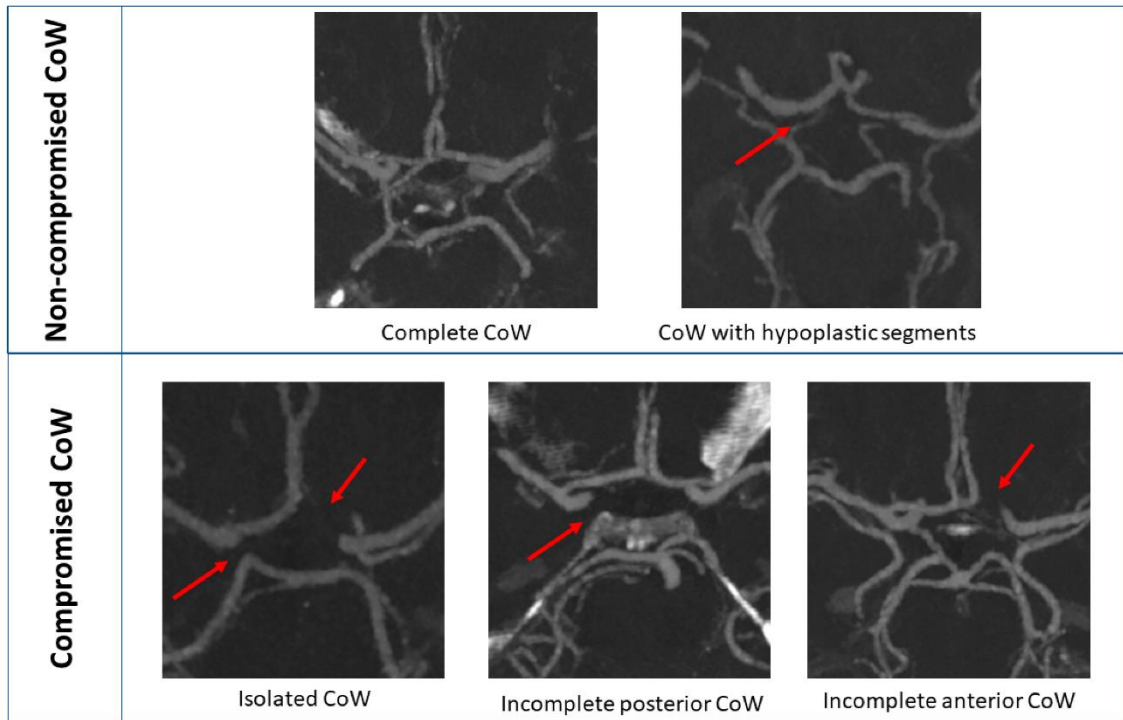 Non-compromised CoW
Complete CoW
CoW with hypoplastic segments
Compromised CoW
Isolated CoW
Incomplete posterior CoW
Incomplete anterior CoW